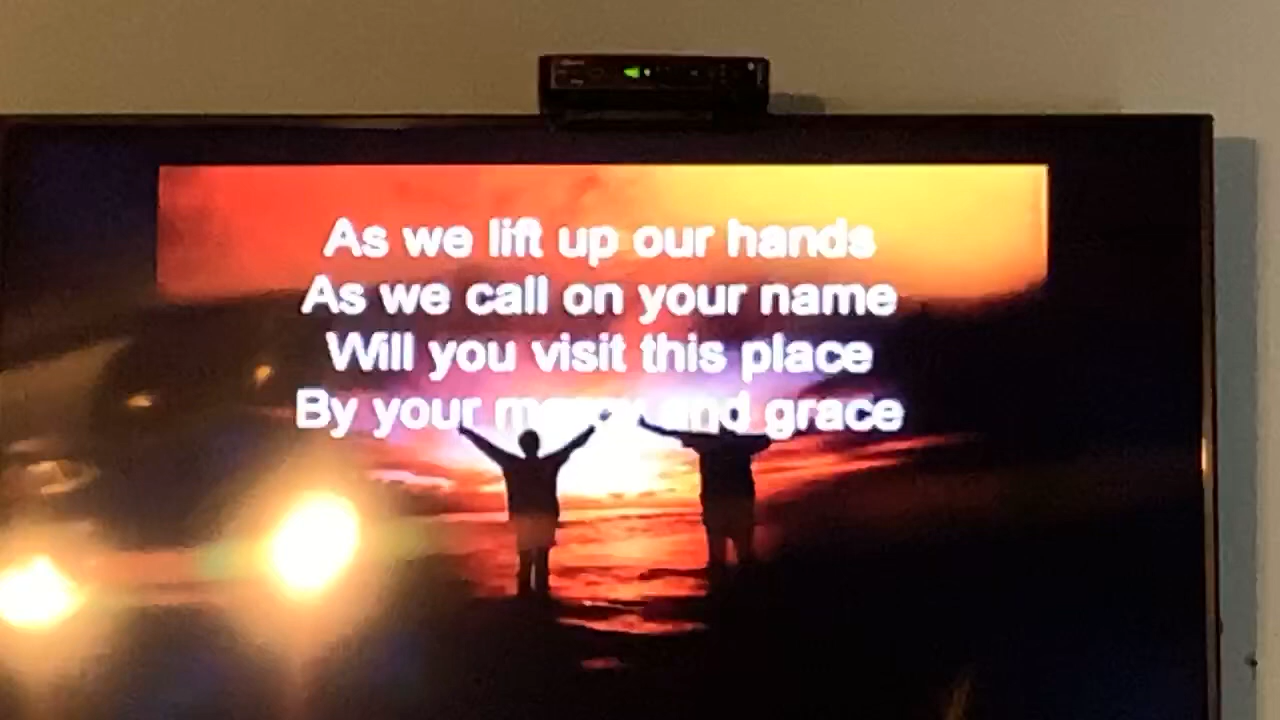 As we lift up our hands
As we call on your name
Will you visit this place
By your mercy and grace